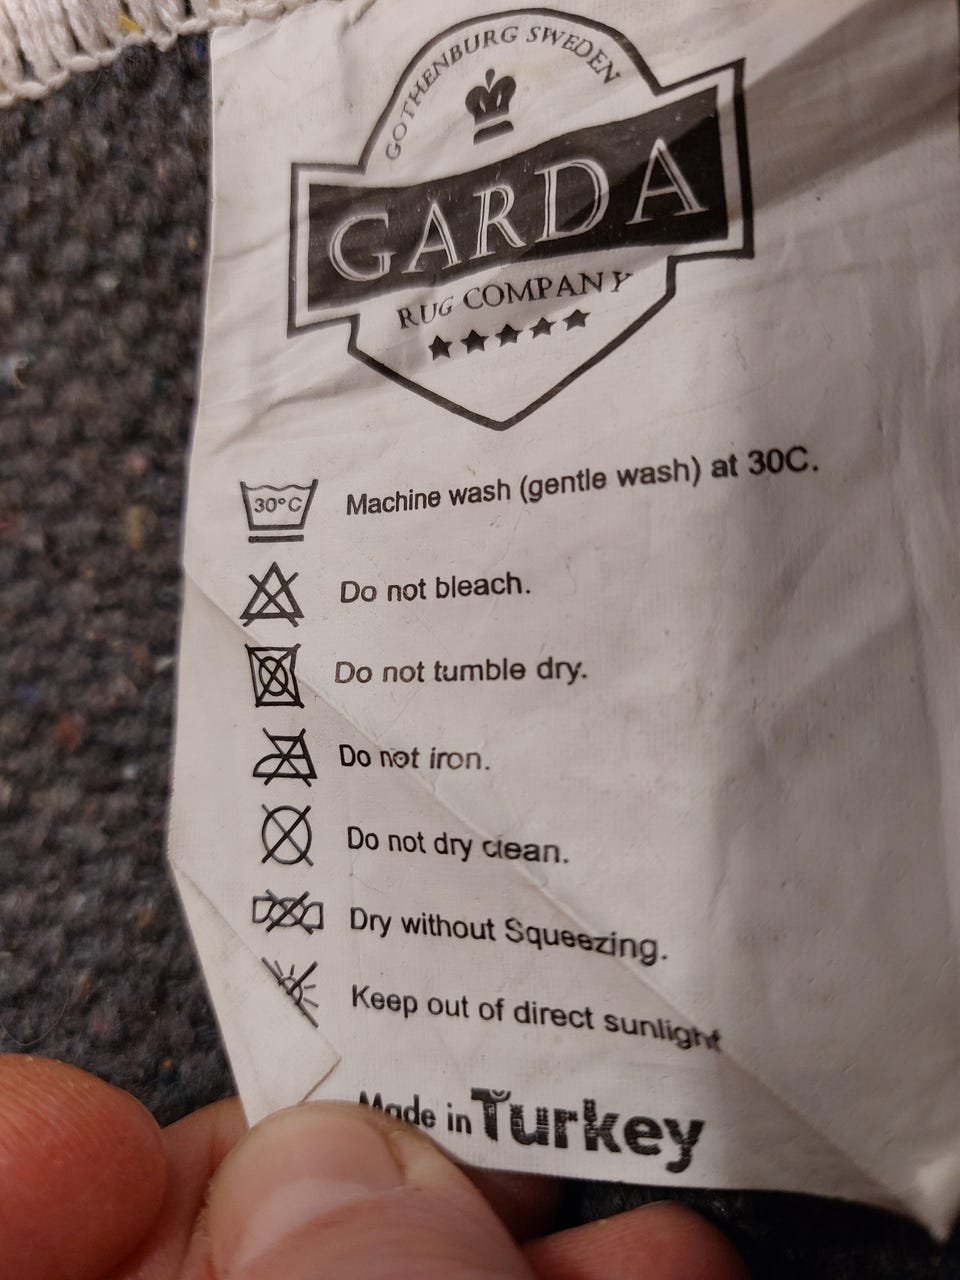 GOTHENBURG SWEDEN
GARDA
RUG COMPANY
30°C Machine wash (gentle wash) at 30C.
Do not bleach.
Do not tumble dry.
Do not iron.
Do not dry clean.
Dry without Squeezing.
Keep out of direct sunlight
Made in Turkey